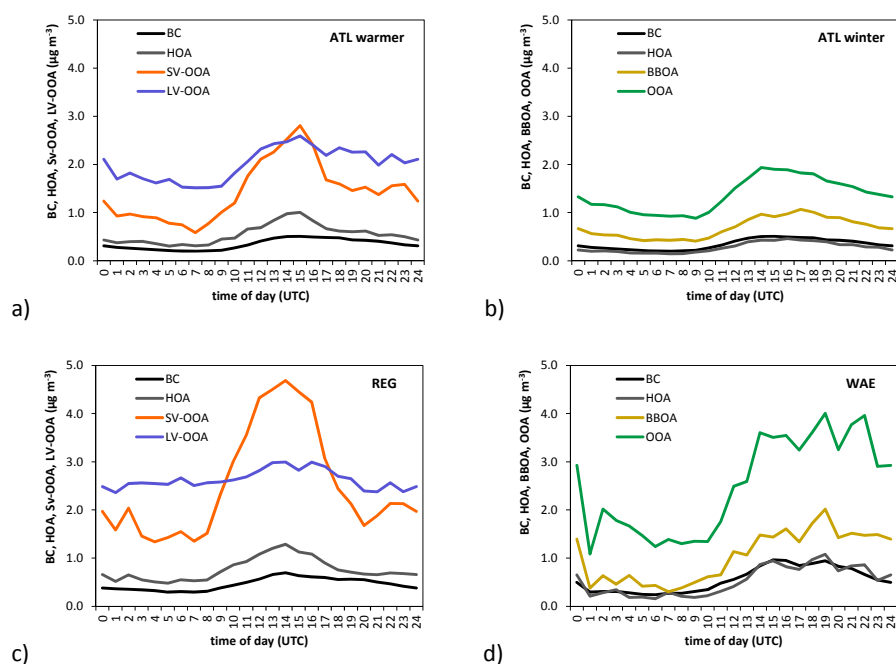 BC, HOA, Sv-OOA, LV-OOA (µg m-3)
5.0
4.0
3.0
2.0
1.0
0.0
BC
HOA
SV-OOA
LV-OOA
ATL warmer
0 1 2 3 4 5 6 7 8 9 10 11 12 13 14 15 16 17 18 19 20 21 22 23 24
time of day (UTC)
a)
BC, HOA, BBOA, OOA (µg m-3)
5.0
4.0
3.0
2.0
1.0
0.0
BC
HOA
BBOA
OOA
ATL winter
0 1 2 3 4 5 6 7 8 9 10 11 12 13 14 15 16 17 18 19 20 21 22 23 24
time of day (UTC)
b)
BC, HOA, Sv-OOA, LV-OOA (µg m-3)
5.0
4.0
3.0
2.0
1.0
0.0
BC
HOA
SV-OOA
LV-OOA
REG
0 1 2 3 4 5 6 7 8 9 10 11 12 13 14 15 16 17 18 19 20 21 22 23 24
time of day (UTC)
c)
BC, HOA, BBOA, OOA (µg m-3)
5.0
4.0
3.0
2.0
1.0
0.0
BC
HOA
BBOA
OOA
WAE
0 1 2 3 4 5 6 7 8 9 10 11 12 13 14 15 16 17 18 19 20 21 22 23 24
time of day (UTC)
d)